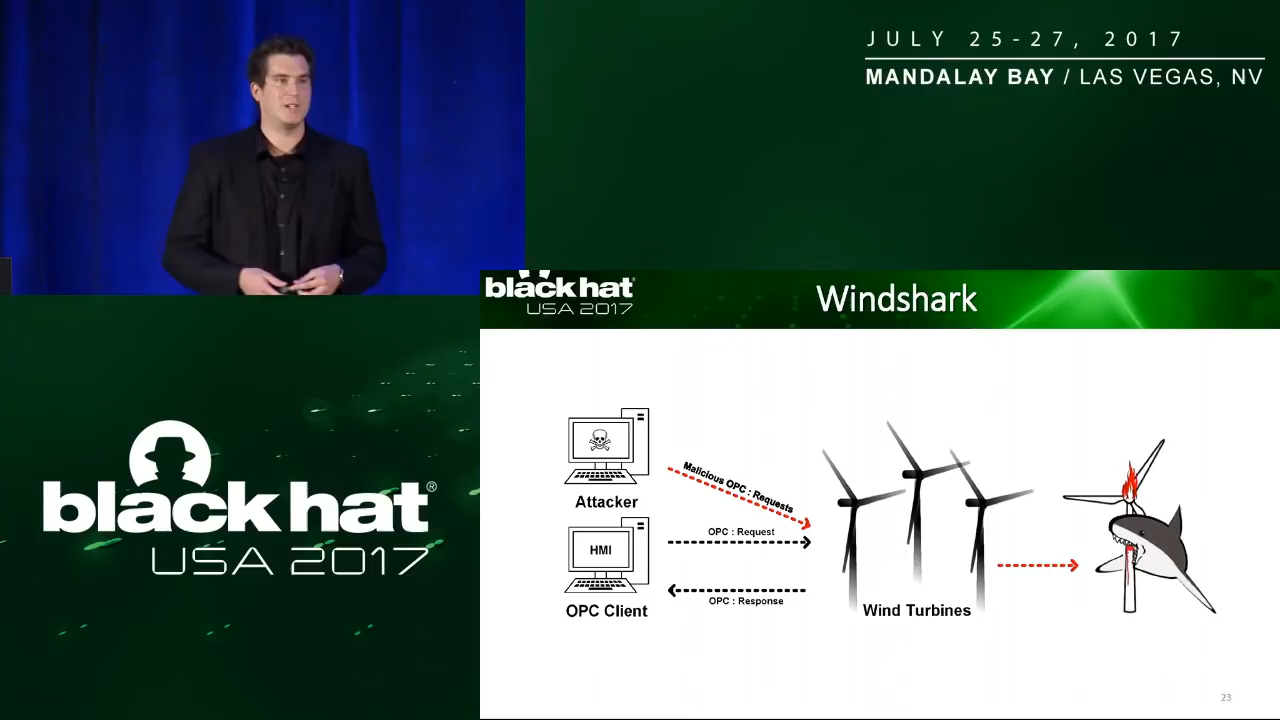 JULY 25-27, 2017
MANDALAY BAY / LAS VEGAS, NV
black hat
USA 2017
Windshark
Attacker
Malicious OPC : Requests
HMI
OPC : Request
OPC Client
OPC : Response
Wind Turbines
23
black hat®
USA 2017